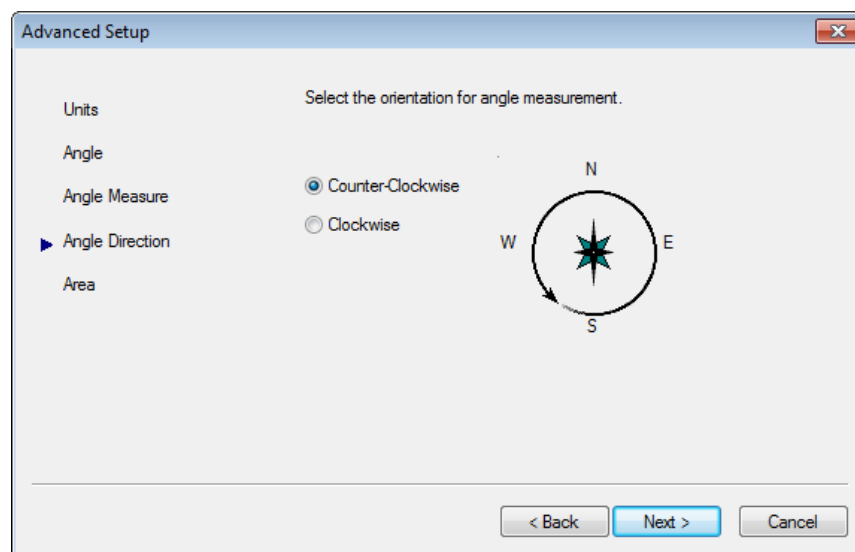 Advanced Setup
Select the orientation for angle measurement.
Units
Angle
Angle Measure
Angle Direction
Area
Counter-Clockwise
Clockwise
N
W
E
S
< Back
Next >
Cancel